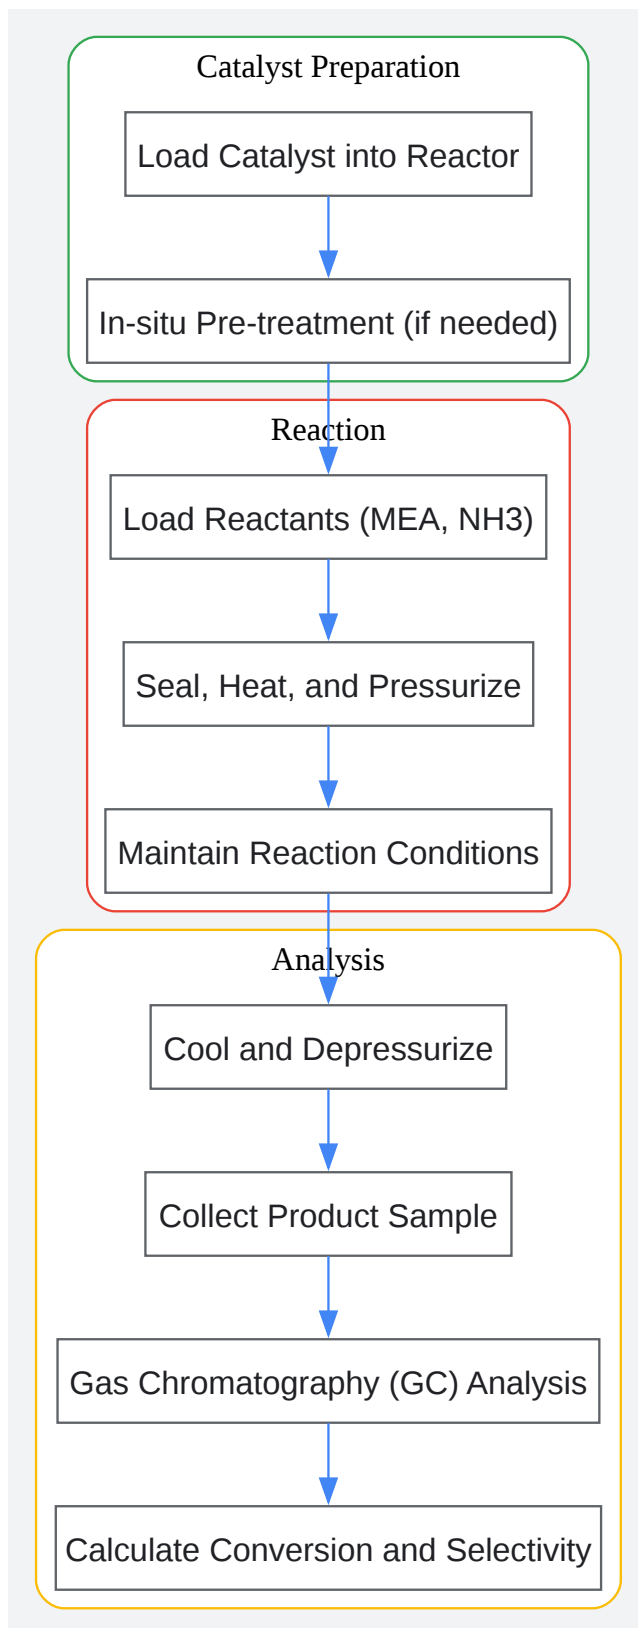 Catalyst Preparation
Load Catalyst into Reactor
In-situ Pre-treatment (if needed)
Reaction
Load Reactants (MEA, NH3)
Seal, Heat, and Pressurize
Maintain Reaction Conditions
Analysis
Cool and Depressurize
Collect Product Sample
Gas Chromatography (GC) Analysis
Calculate Conversion and Selectivity